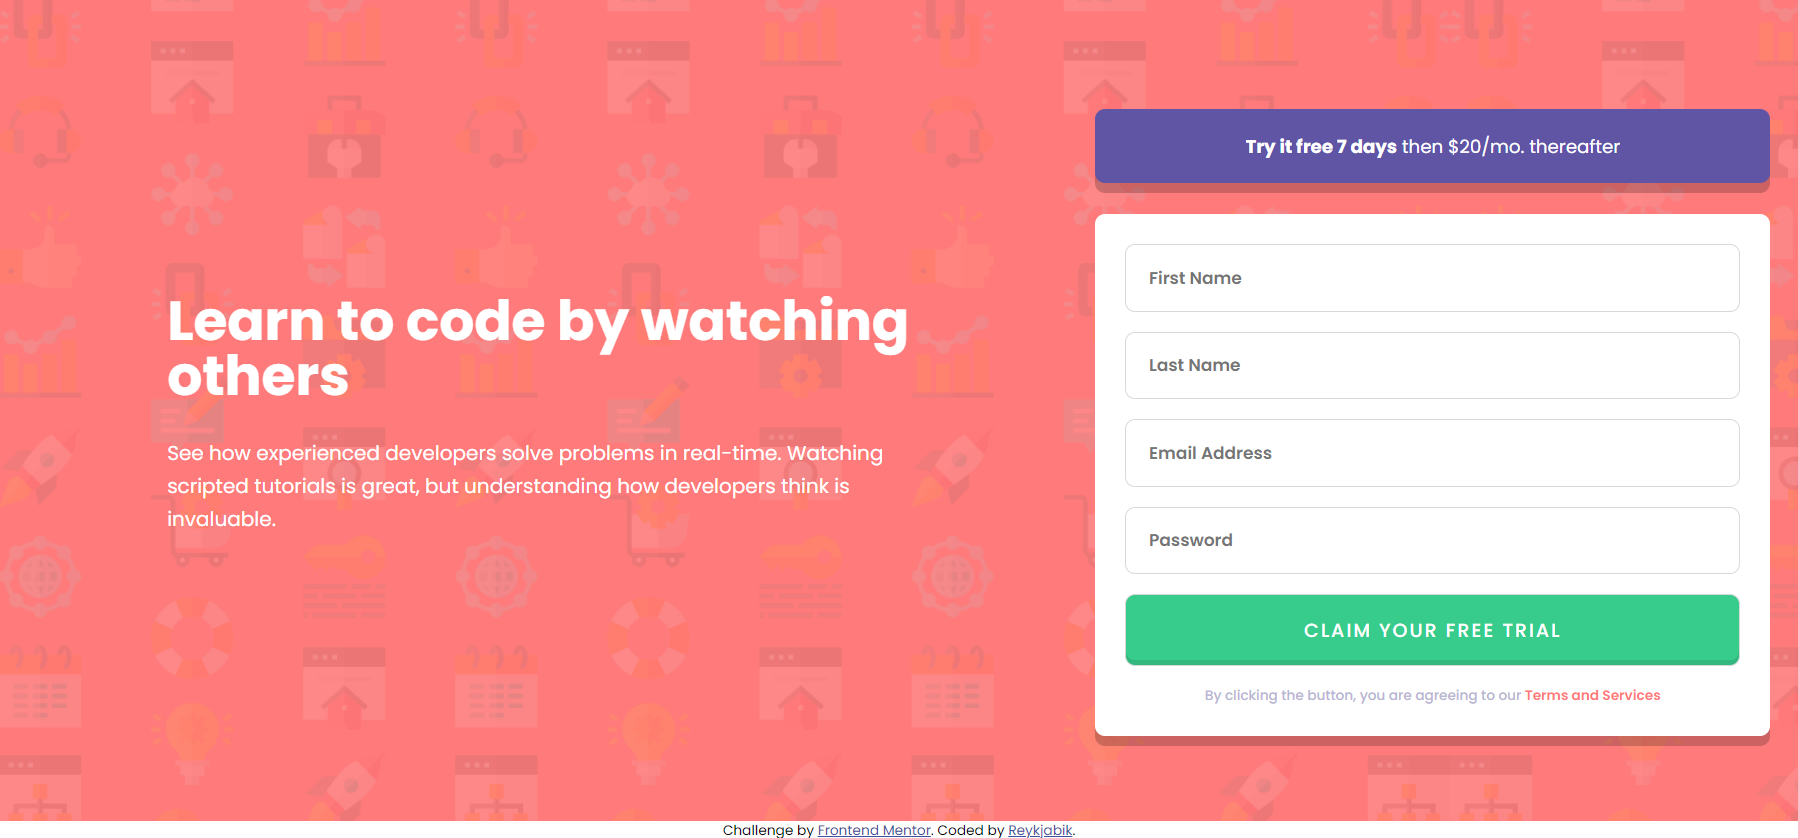 Learn to code by watching
others
See how experienced developers solve problems in real-time. Watching
scripted tutorials is great, but understanding how developers think is
invaluable.
Try it free 7 days then $20/mo. thereafter
First Name
Last Name
Email Address
Password
CLAIM YOUR FREE TRIAL
By clicking the button, you are agreeing to our Terms and Services
Challenge by Frontend Mentor. Coded by Reykjabik.